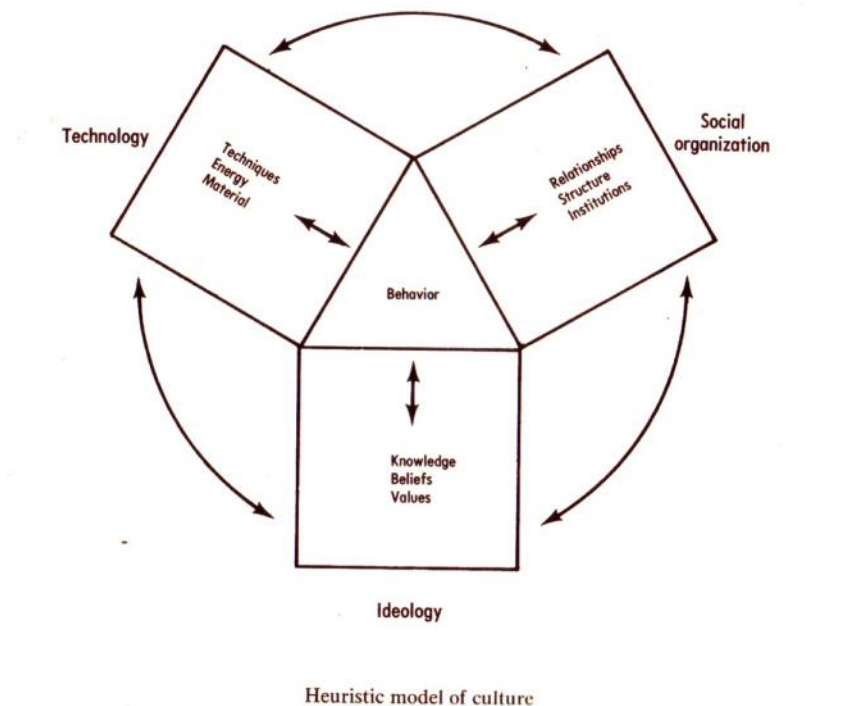 Technology
Social
organization
Techniques
Energy
Material
Relationships
Structure
Institutions
Behavior
Knowledge
Beliefs
Values
Ideology
Heuristic model of culture